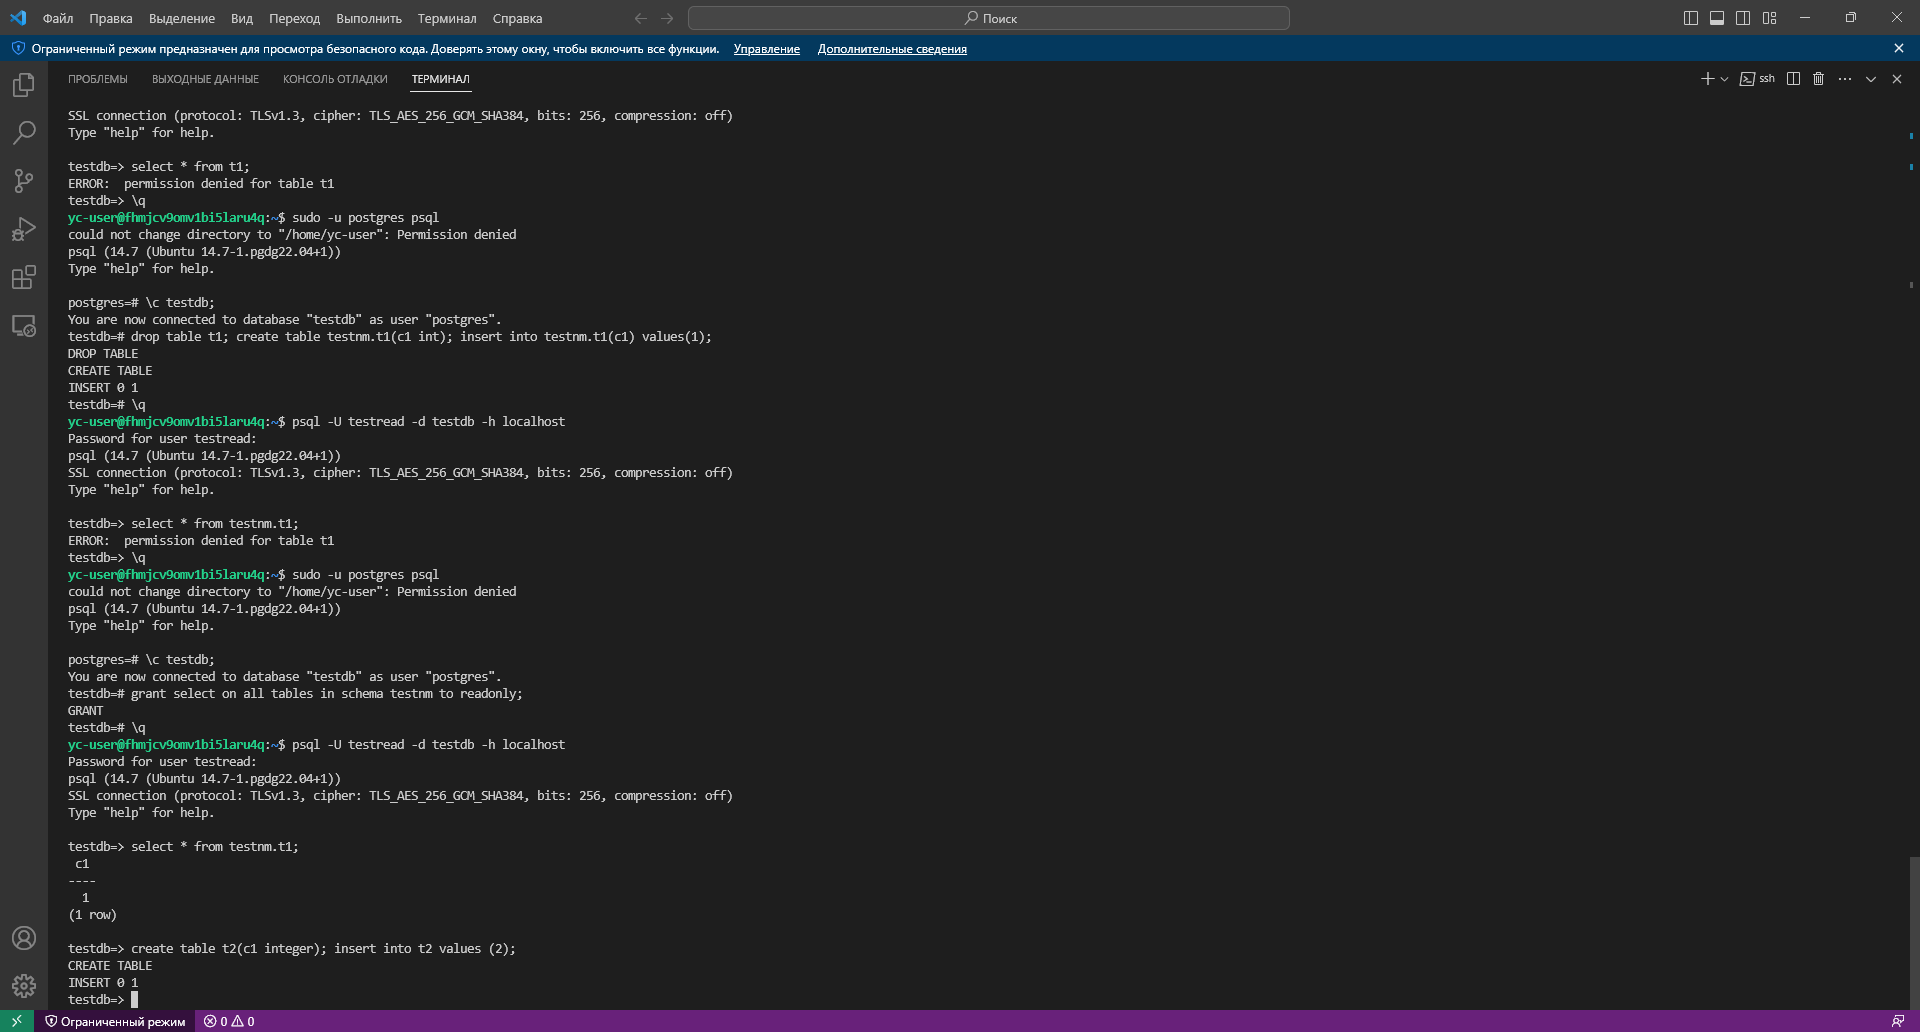 Файл Правка Выделение Вид Переход Выполнить Терминал Справка
Поиск
Ограниченный режим предназначен для просмотра безопасного кода. Доверять этому окну, чтобы включить все функции. Управление Дополнительные сведения
ПРОБЛЕМЫ ВЫХОДНЫЕ ДАННЫЕ КОНСОЛЬ ОТЛАДКИ ТЕРМИНАЛ
ssh
SSL connection (protocol: TLSv1.3, cipher: TLS_AES_256_GCM_SHA384, bits: 256, compression: off)
Type "help" for help.
testdb=> select * from t1;
ERROR:  permission denied for table t1
testdb=> \q
yc-user@fhmjcv9omv1bi5laru4q:~$ sudo -u postgres psql
could not change directory to "/home/yc-user": Permission denied
psql (14.7 (Ubuntu 14.7-1.pgdg22.04+1))
Type "help" for help.
postgres=# \c testdb;
You are now connected to database "testdb" as user "postgres".
testdb=# drop table t1; create table testnm.t1(c1 int); insert into testnm.t1(c1) values(1);
DROP TABLE
CREATE TABLE
INSERT 0 1
testdb=# \q
yc-user@fhmjcv9omv1bi5laru4q:~$ psql -U testread -d testdb -h localhost
Password for user testread:
psql (14.7 (Ubuntu 14.7-1.pgdg22.04+1))
SSL connection (protocol: TLSv1.3, cipher: TLS_AES_256_GCM_SHA384, bits: 256, compression: off)
Type "help" for help.
testdb=> select * from testnm.t1;
ERROR:  permission denied for table t1
testdb=> \q
yc-user@fhmjcv9omv1bi5laru4q:~$ sudo -u postgres psql
could not change directory to "/home/yc-user": Permission denied
psql (14.7 (Ubuntu 14.7-1.pgdg22.04+1))
Type "help" for help.
postgres=# \c testdb;
You are now connected to database "testdb" as user "postgres".
testdb=# grant select on all tables in schema testnm to readonly;
GRANT
testdb=# \q
yc-user@fhmjcv9omv1bi5laru4q:~$ psql -U testread -d testdb -h localhost
Password for user testread:
psql (14.7 (Ubuntu 14.7-1.pgdg22.04+1))
SSL connection (protocol: TLSv1.3, cipher: TLS_AES_256_GCM_SHA384, bits: 256, compression: off)
Type "help" for help.
testdb=> select * from testnm.t1;
c1
----
1
(1 row)
testdb=> create table t2(c1 integer); insert into t2 values (2);
CREATE TABLE
INSERT 0 1
testdb=>
Ограниченный режим 0 0